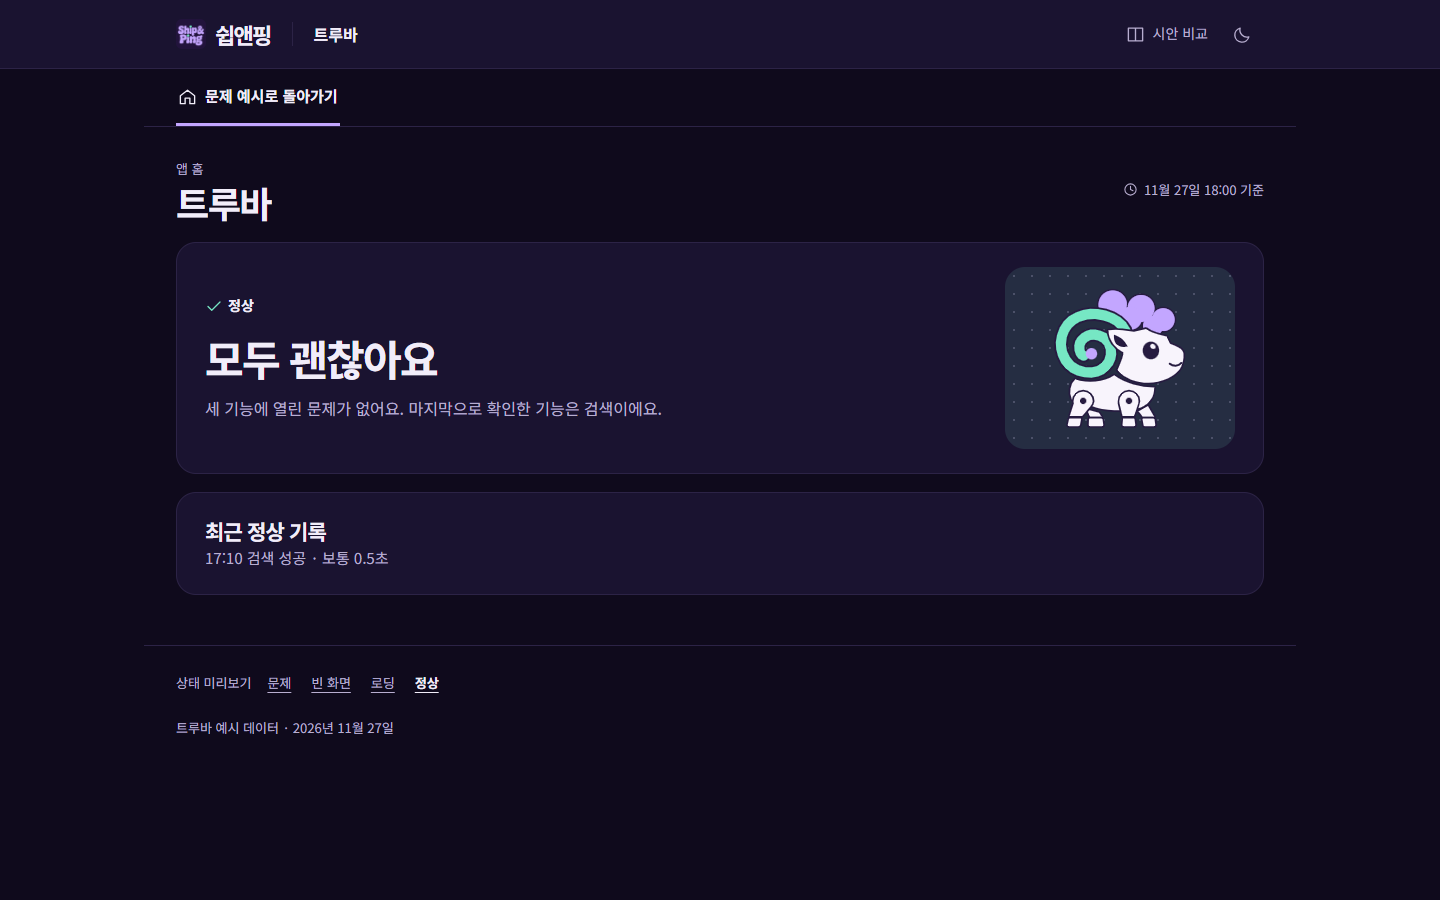 Ship&
Ping
쉽앤핑
트루바
시안 비교
문제 예시로 돌아가기
앱 홈
트루바
11월 27일 18:00 기준
정상
모두 괜찮아요
세 기능에 열린 문제가 없어요. 마지막으로 확인한 기능은 검색이에요.
최근 정상 기록
17:10 검색 성공 · 보통 0.5초
상태 미리보기 문제 빈 화면 로딩 정상
트루바 예시 데이터 · 2026년 11월 27일